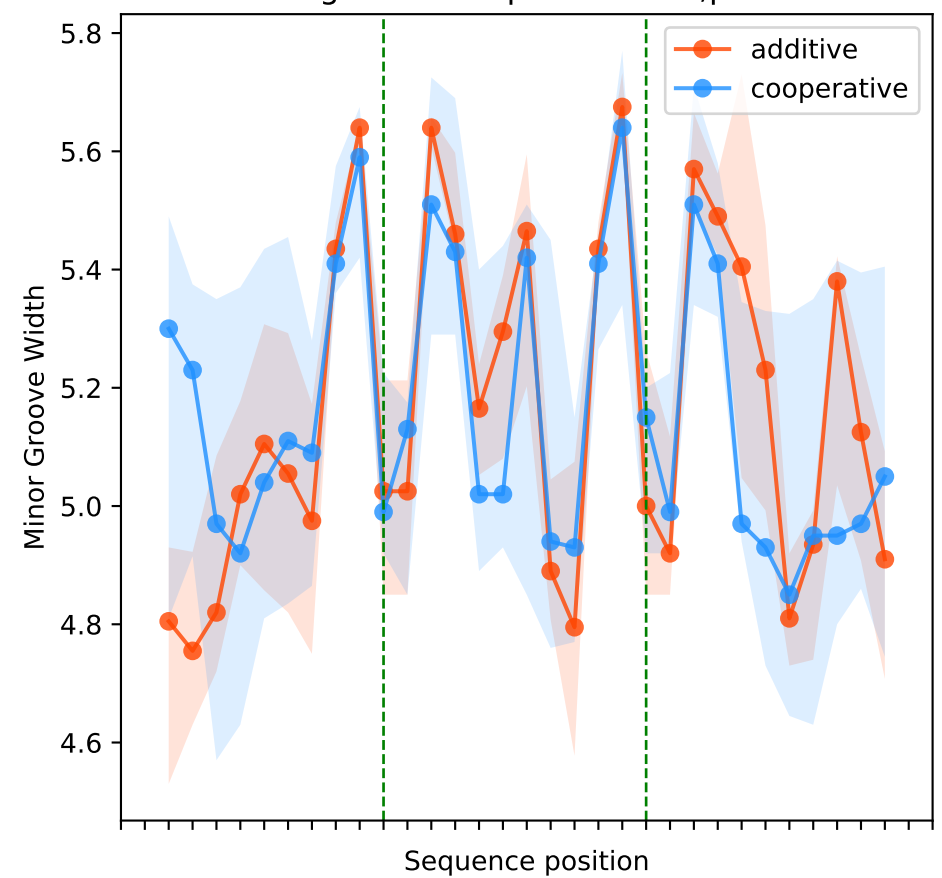 5.8
additive
cooperative
5.6
5.4
5.2
5.0
4.8
4.6
Minor Groove Width
Sequence position